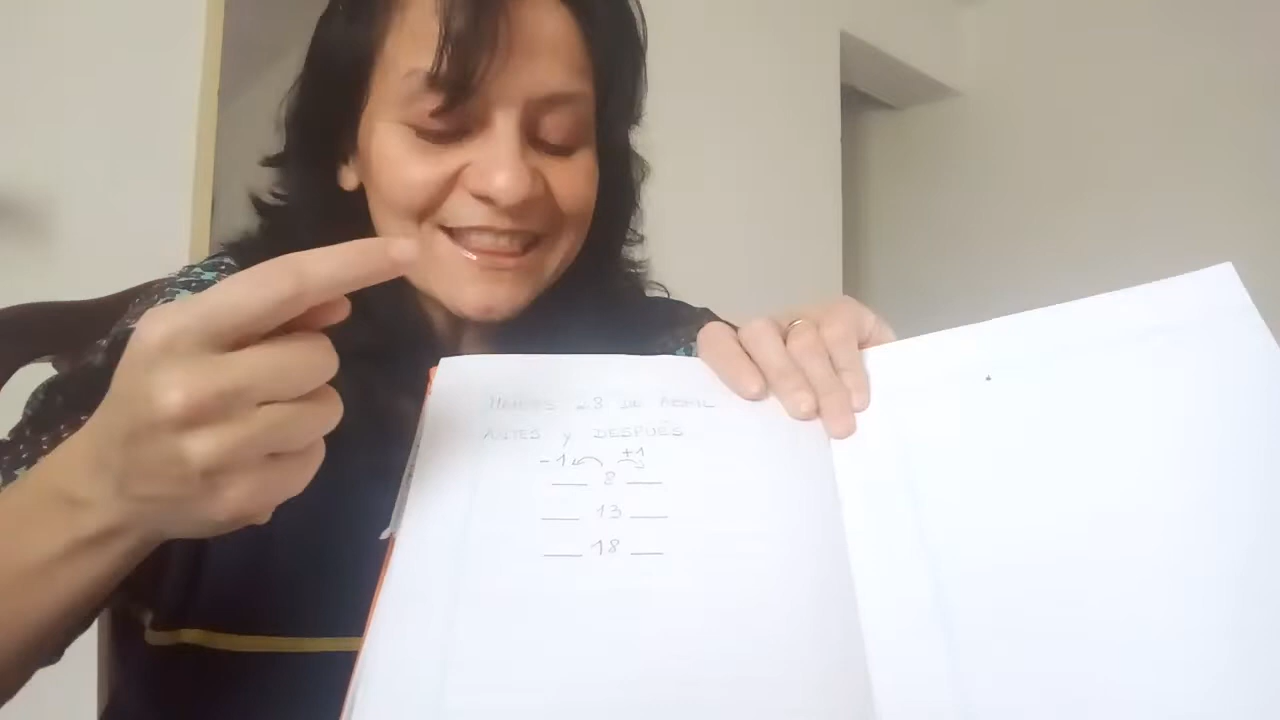 MARTES 28 DE ABRIL
ANTES y DESPUÉS
-1 +1
___ 8 ___
___ 13 ___
___ 18 ___